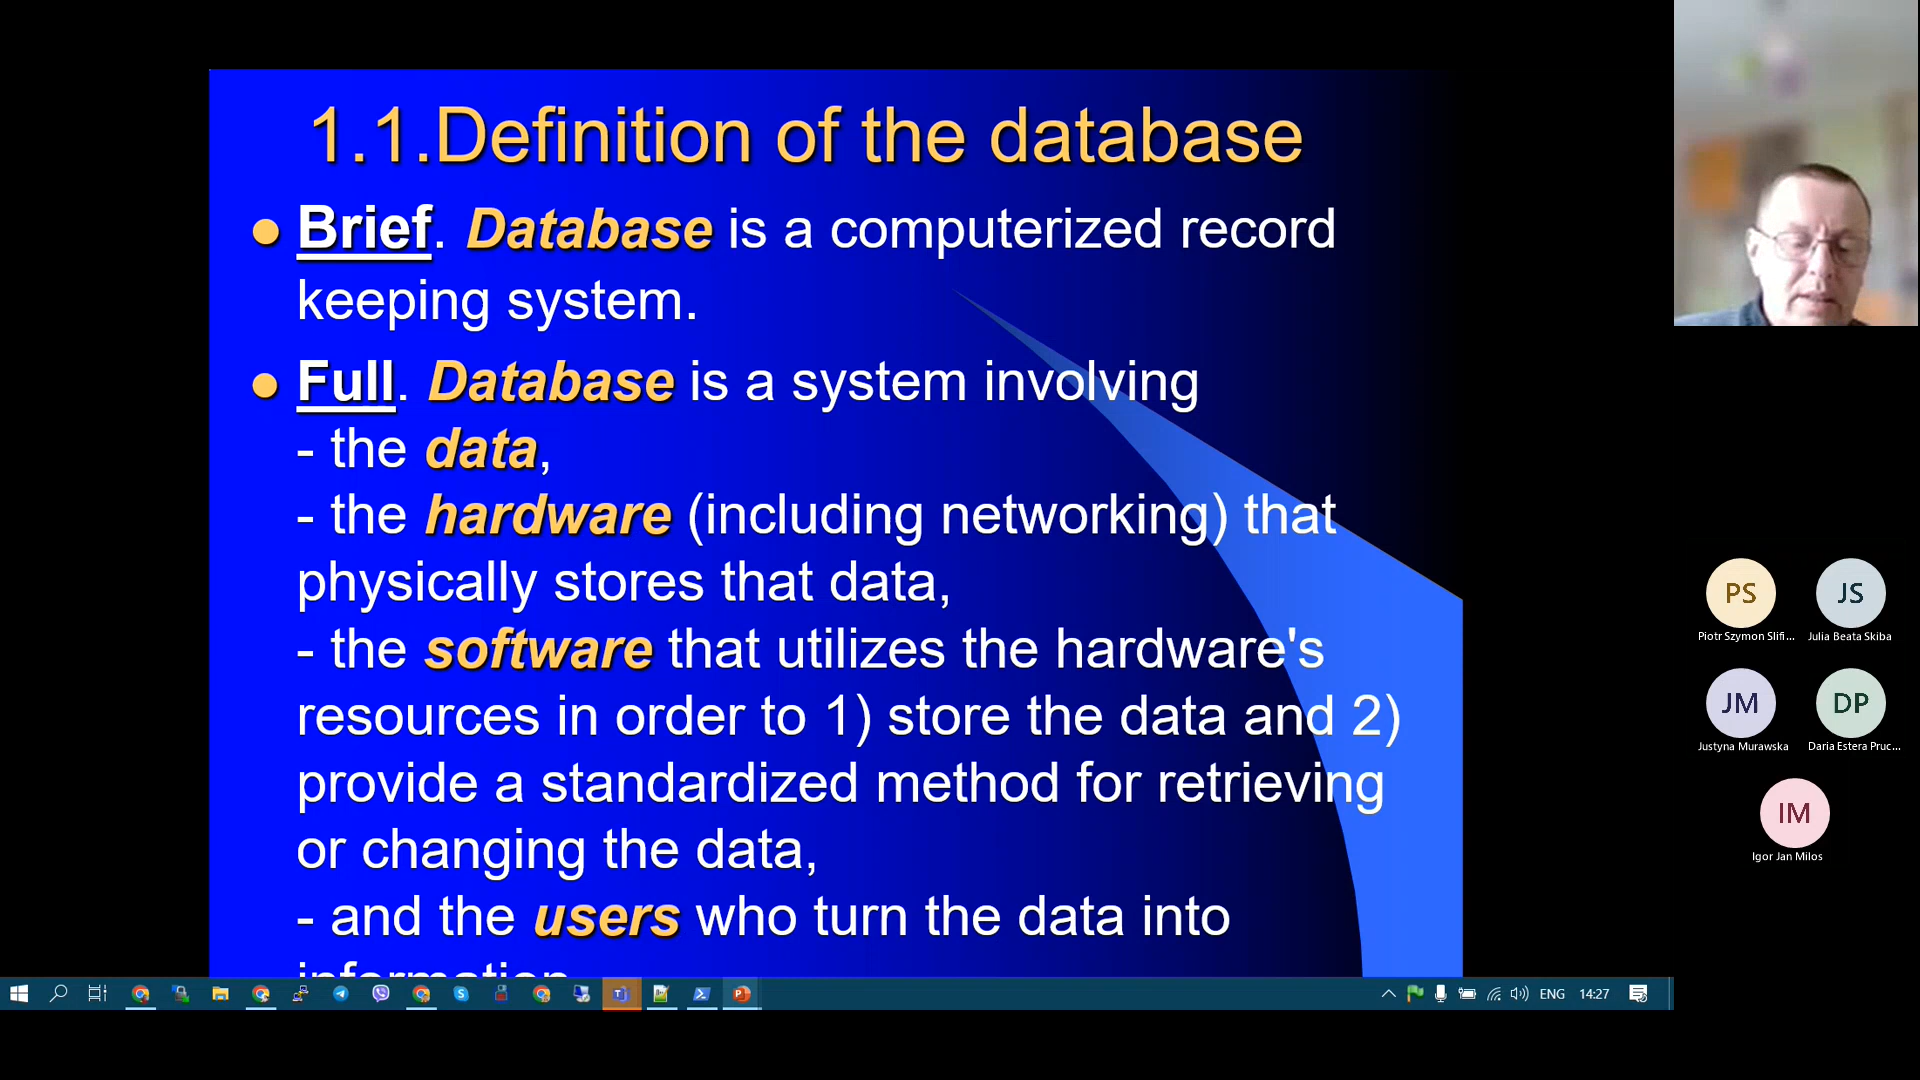 1.1.Definition of the database
Brief. Database is a computerized record
keeping system.
Full. Database is a system involving
- the data,
- the hardware (including networking) that
physically stores that data,
- the software that utilizes the hardware's
resources in order to 1) store the data and 2)
provide a standardized method for retrieving
or changing the data,
- and the users who turn the data into
information
PS
JS
Piotr Szymon Slifi...
Julia Beata Skiba
JM
DP
Justyna Murawska
Daria Estera Pruc...
IM
Igor Jan Milos
ENG
14:27